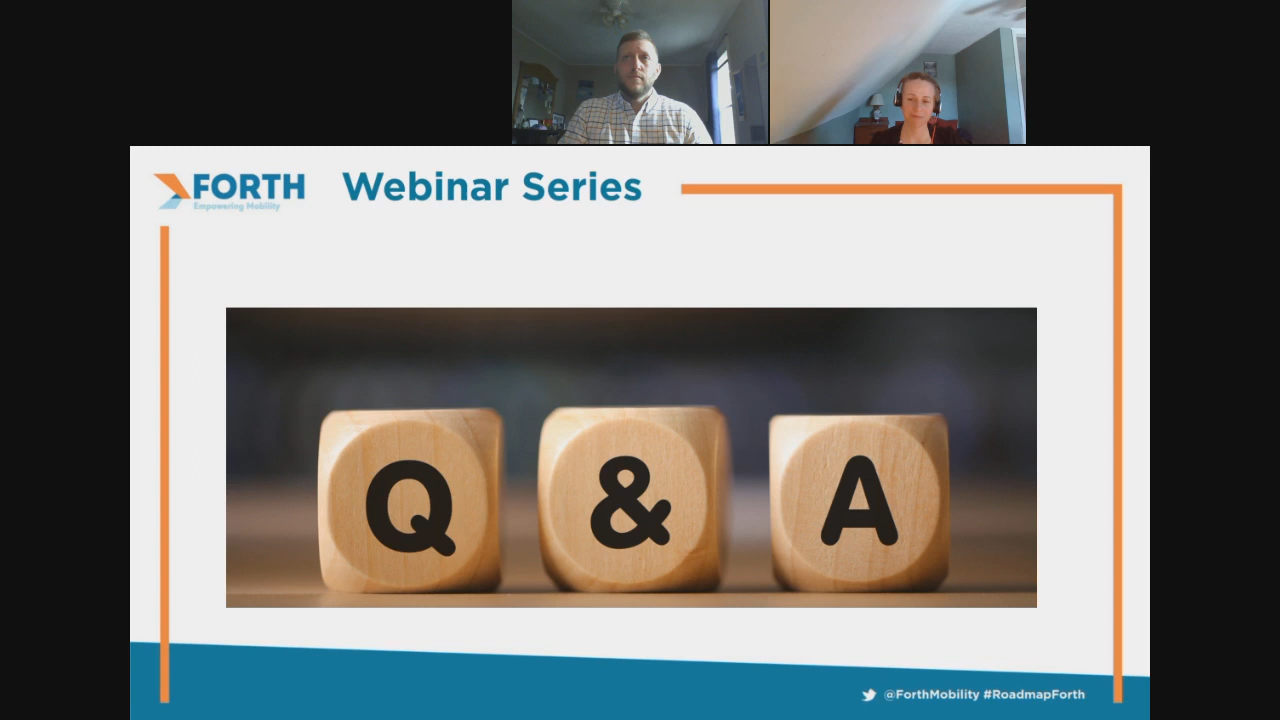 FORTH
Empowering Mobility
Webinar Series
Q & A
@ForthMobility #RoadmapForth